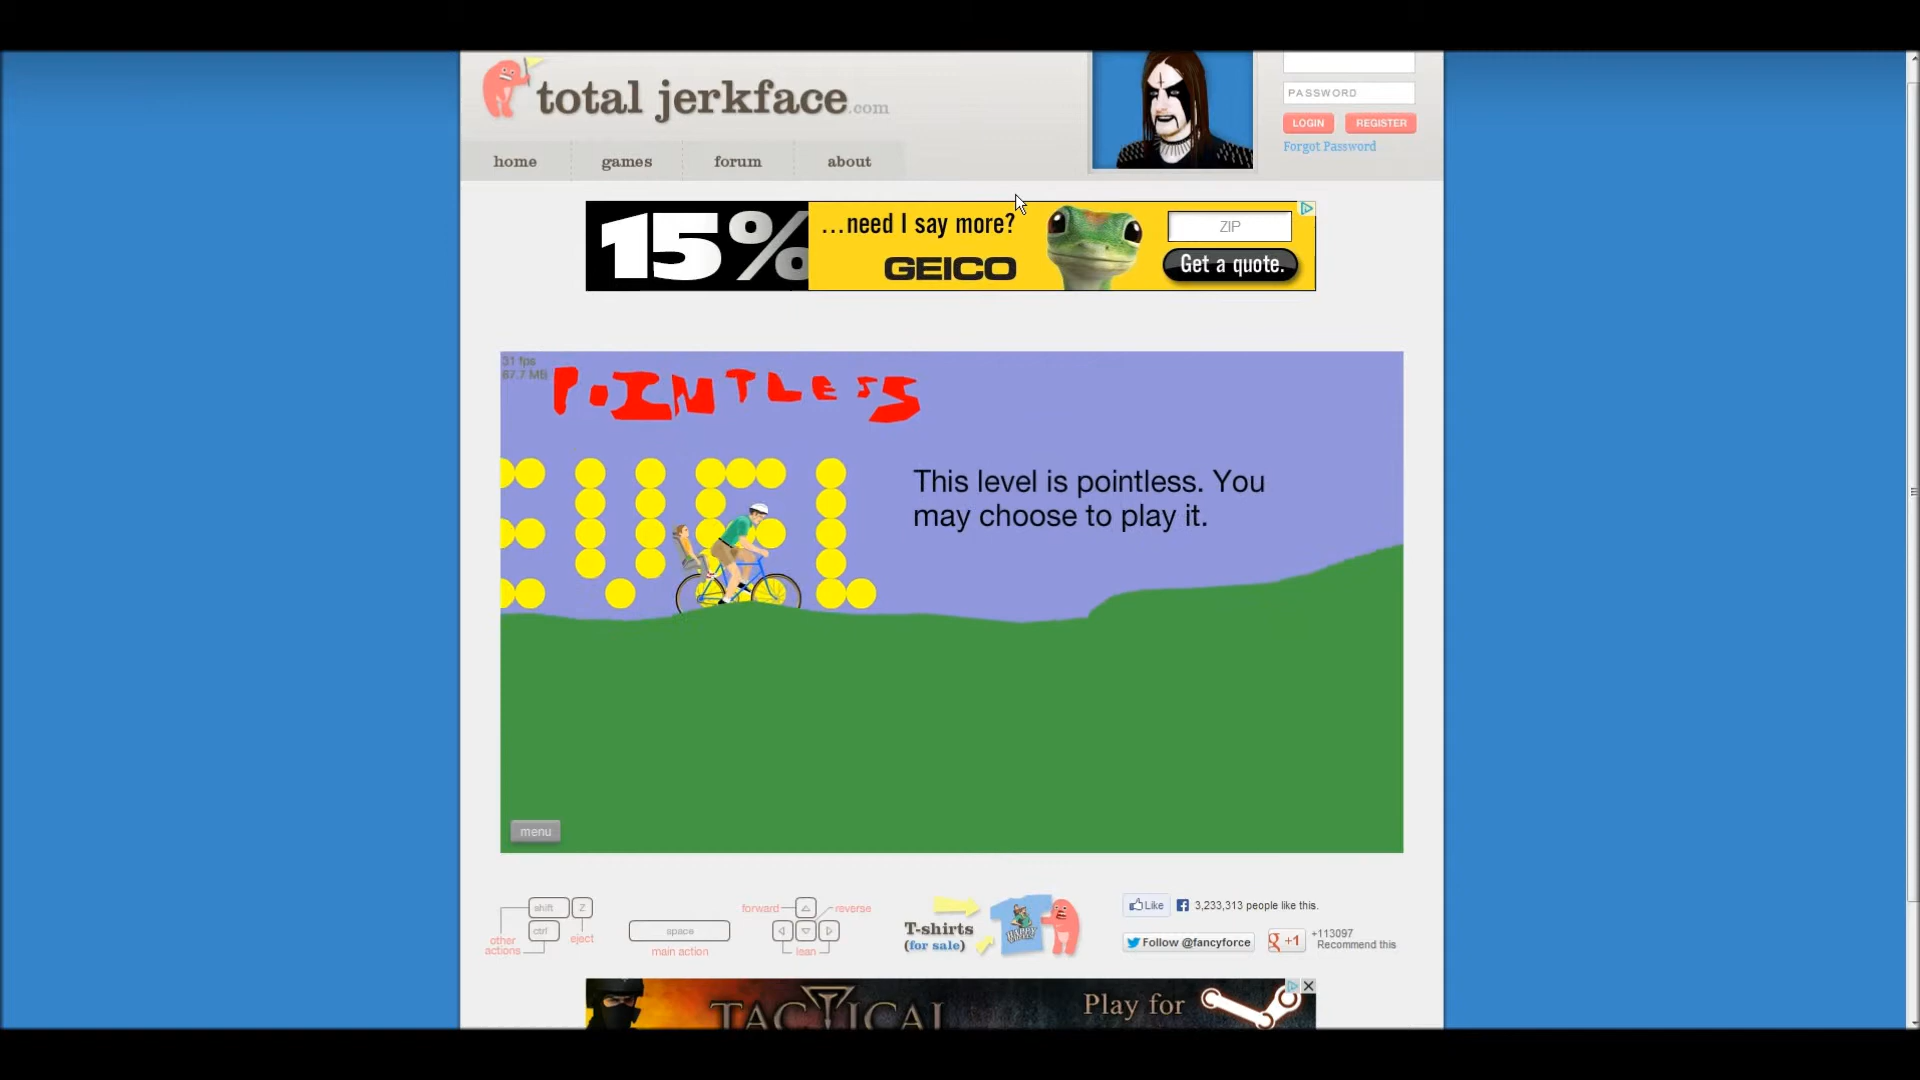 total jerkface.com
PASSWORD
LOGIN REGISTER
Forgot Password
home games forum about
15% ...need I say more? ZIP
GEICO Get a quote.
31 fps
67.7 MB
POINTLESS
This level is pointless. You
may choose to play it.
menu
shift Z
ctrl
other
actions
eject
space
main action
forward reverse
lean
T-shirts
(for sale)
HAPPY
Like 3,233,313 people like this.
Follow @fancyforce
+1 +113097
Recommend this
TACTICAL Play for